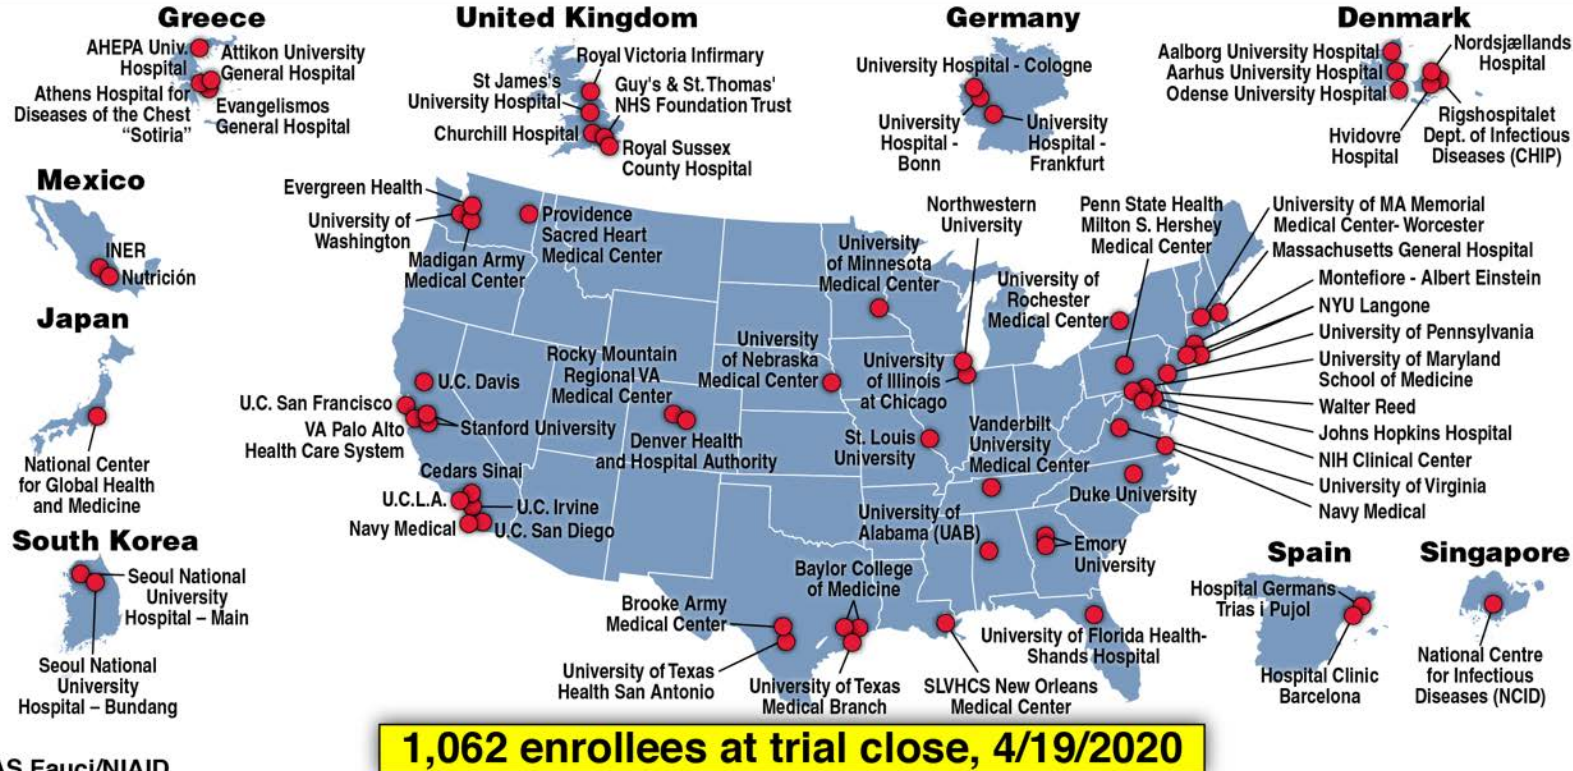 Greece
AHEPA Univ.
Hospital
Attikon University
General Hospital
Athens Hospital for
Diseases of the Chest
“Sotiria”
Evangelismos
General Hospital
United Kingdom
Royal Victoria Infirmary
St James's
University Hospital
Guy's & St. Thomas'
NHS Foundation Trust
Churchill Hospital
Royal Sussex
County Hospital
Germany
University Hospital - Cologne
University
Hospital -
Bonn
University
Hospital -
Frankfurt
Denmark
Aalborg University Hospital
Aarhus University Hospital
Odense University Hospital
Nordsjællands
Hospital
Hvidovre
Hospital
Rigshospitalet
Dept. of Infectious
Diseases (CHIP)
Mexico
INER
Nutrición
Japan
National Center
for Global Health
and Medicine
South Korea
Seoul National
University
Hospital – Main
Seoul National
University
Hospital – Bundang
Evergreen Health
University of
Washington
Madigan Army
Medical Center
Providence
Sacred Heart
Medical Center
U.C. Davis
U.C. San Francisco
VA Palo Alto
Health Care System
Stanford University
Cedars Sinai
U.C.L.A.
U.C. Irvine
Navy Medical
U.C. San Diego
Rocky Mountain
Regional VA
Medical Center
Denver Health
and Hospital Authority
University
of Minnesota
Medical Center
University
of Nebraska
Medical Center
Northwestern
University
University
of Illinois
at Chicago
St. Louis
University
Vanderbilt
University
Medical Center
University of
Alabama (UAB)
Baylor College
of Medicine
Brooke Army
Medical Center
University of Texas
Health San Antonio
University of Texas
Medical Branch
SLVHCS New Orleans
Medical Center
University of Florida Health-
Shands Hospital
Emory
University
Duke University
University of
Rochester
Medical Center
Penn State Health
Milton S. Hershey
Medical Center
University of MA Memorial
Medical Center- Worcester
Massachusetts General Hospital
Montefiore - Albert Einstein
NYU Langone
University of Pennsylvania
University of Maryland
School of Medicine
Walter Reed
Johns Hopkins Hospital
NIH Clinical Center
University of Virginia
Navy Medical
Spain
Hospital Germans
Trias i Pujol
Hospital Clinic
Barcelona
Singapore
National Centre
for Infectious
Diseases (NCID)
1,062 enrollees at trial close, 4/19/2020
AS Fauci/NIAID